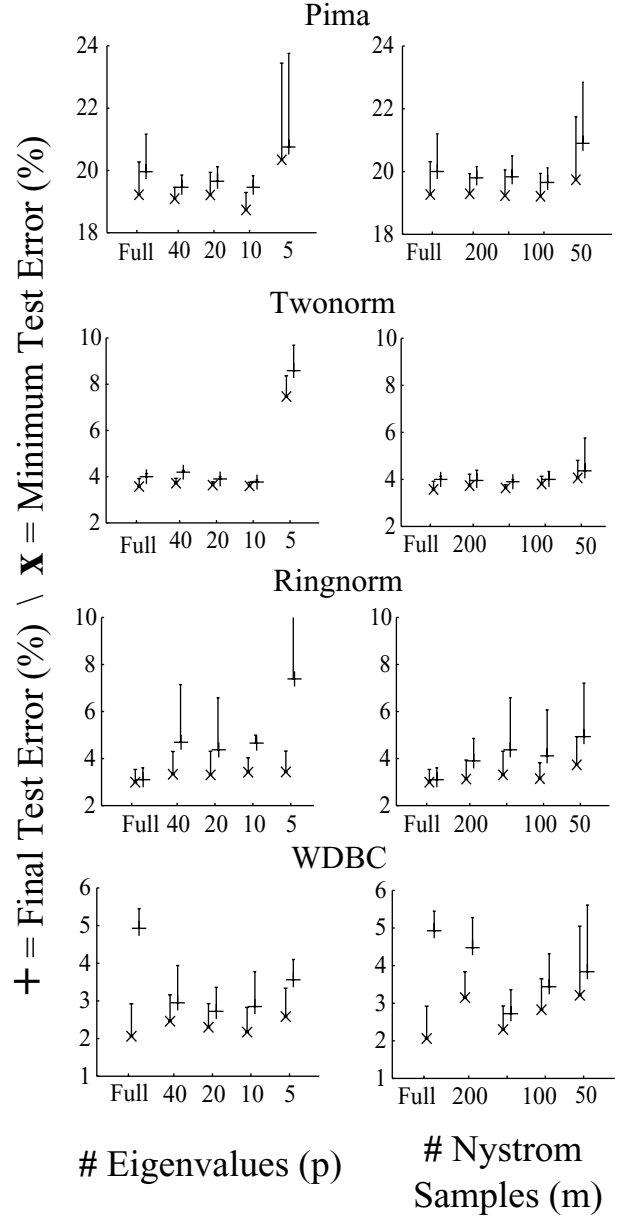 Pima
24
22
20
18
Full 40 20 10 5
24
22
20
18
Full 200 100 50
Twonorm
10
8
6
4
2
Full 40 20 10 5
10
8
6
4
2
Full 200 100 50
Ringnorm
10
8
6
4
2
Full 40 20 10 5
10
8
6
4
2
Full 200 100 50
WDBC
6
5
4
3
2
1
Full 40 20 10 5
6
5
4
3
2
1
Full 200 100 50
# Eigenvalues (p)
# Nystrom
Samples (m)
+ = Final Test Error (%) \ x = Minimum Test Error (%)